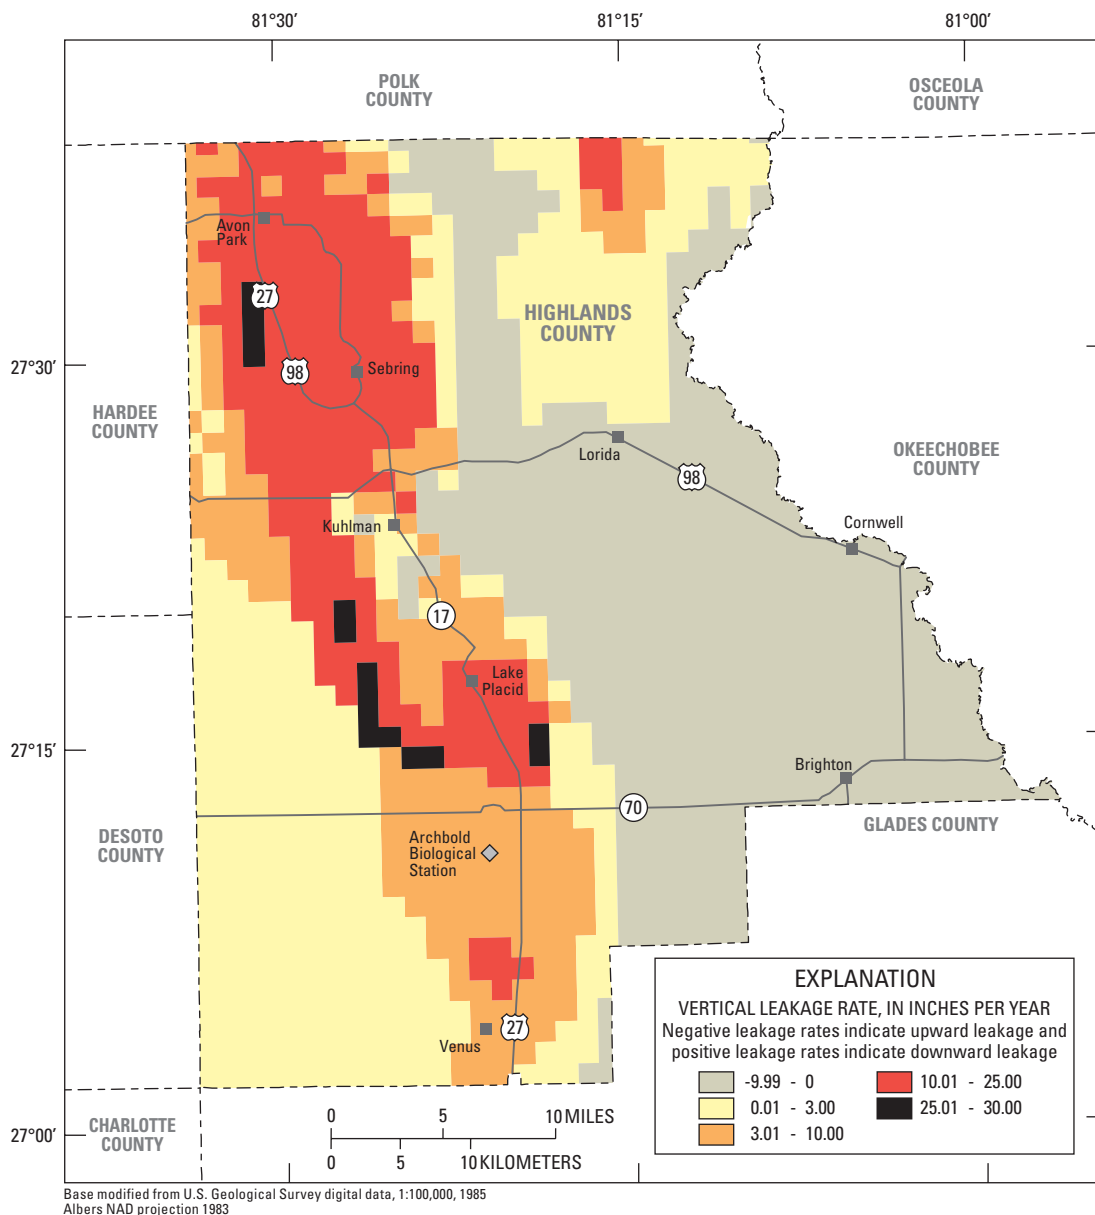 81°30′
81°15′
81°00′
POLK
COUNTY
OSCEOLA
COUNTY
Avon
Park
27
HIGHLANDS
COUNTY
27°30′
98
Sebring
HARDEE
COUNTY
Lorida
OKEECHOBEE
COUNTY
98
Cornwell
Kuhlman
17
Lake
Placid
27°15′
Brighton
70
GLADES COUNTY
DESOTO
COUNTY
Archbold
Biological
Station
EXPLANATION
VERTICAL LEAKAGE RATE, IN INCHES PER YEAR
Negative leakage rates indicate upward leakage and
positive leakage rates indicate downward leakage
-9.99 - 0
0.01 - 3.00
3.01 - 10.00
10.01 - 25.00
25.01 - 30.00
27
Venus
CHARLOTTE
COUNTY
27°00′
0 5 10 MILES
0 5 10 KILOMETERS
Base modified from U.S. Geological Survey digital data, 1:100,000, 1985
Albers NAD projection 1983